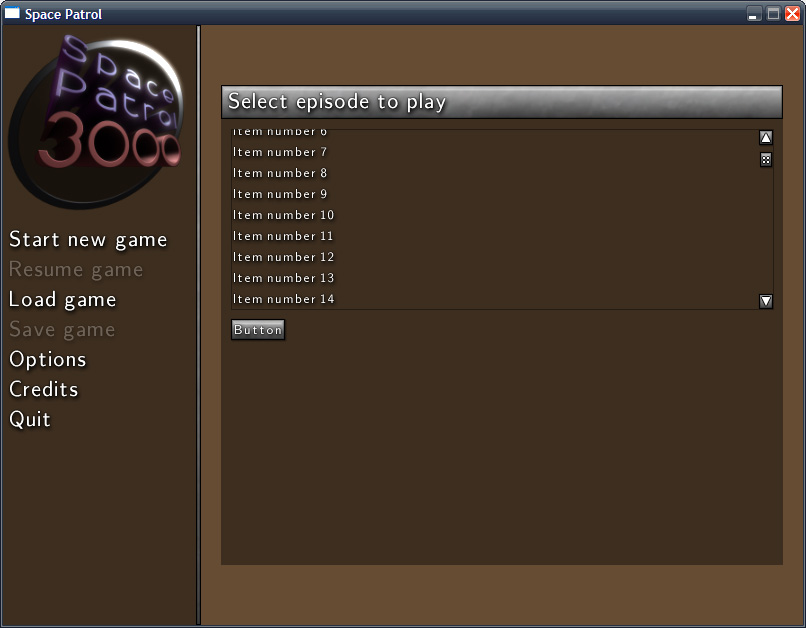 Space Patrol
Space
Patrol
3000
Start new game
Resume game
Load game
Save game
Options
Credits
Quit
Select episode to play
Item number 6
Item number 7
Item number 8
Item number 9
Item number 10
Item number 11
Item number 12
Item number 13
Item number 14
Button